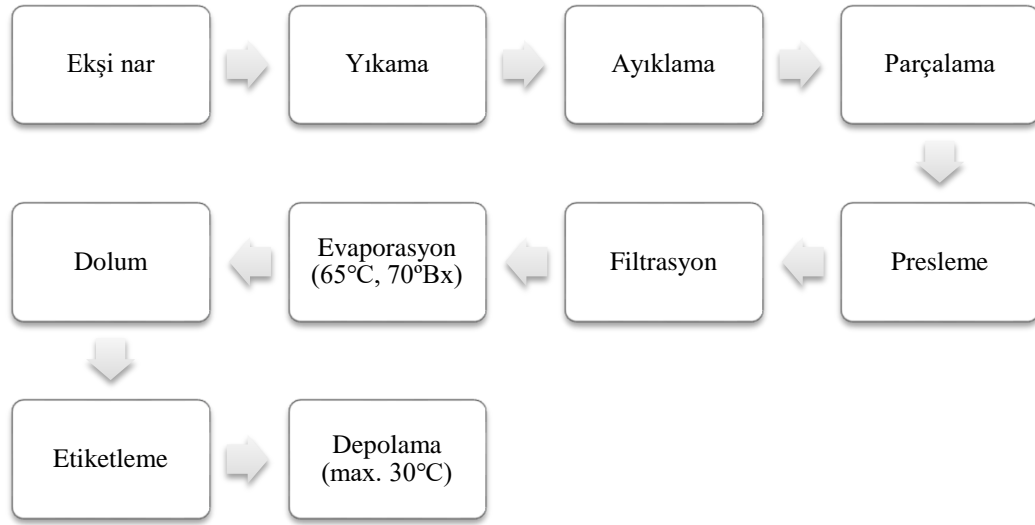 Ekşi nar
Yıkama
Ayıklama
Parçalama
Presleme
Filtrasyon
Evaporasyon
(65°C, 70ºBx)
Dolum
Etiketleme
Depolama
(max. 30°C)